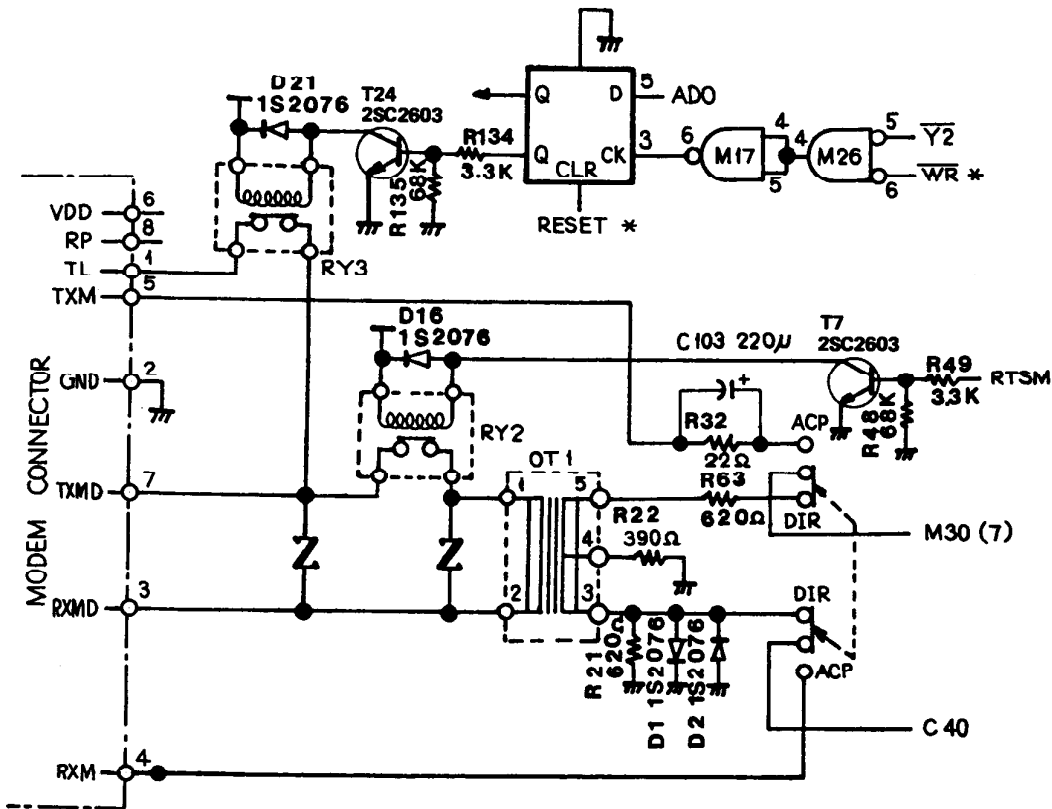 D21
1S2076
T24
2SC2603
R134
3.3K
R135
68K
Q
D
5
AD0
Q
CK
3
CLR
RESET *
6
M17
4
5
4
M26
5
Y2
WR *
6
VDD
6
RP
8
TL
1
TXM
5
RY3
D16
1S2076
C103 220μ
T7
2SC2603
R49
3.3K
RTSM
R48
68K
GND
2
MODEM CONNECTOR
RY2
R32
22Ω
ACP
TXMD
7
OT1
1
5
R63
620Ω
DIR
M30 (7)
R22
390Ω
4
RXMD
3
2
3
DIR
R21
620Ω
D1 1S2076
D2 1S2076
ACP
C40
RXM
4